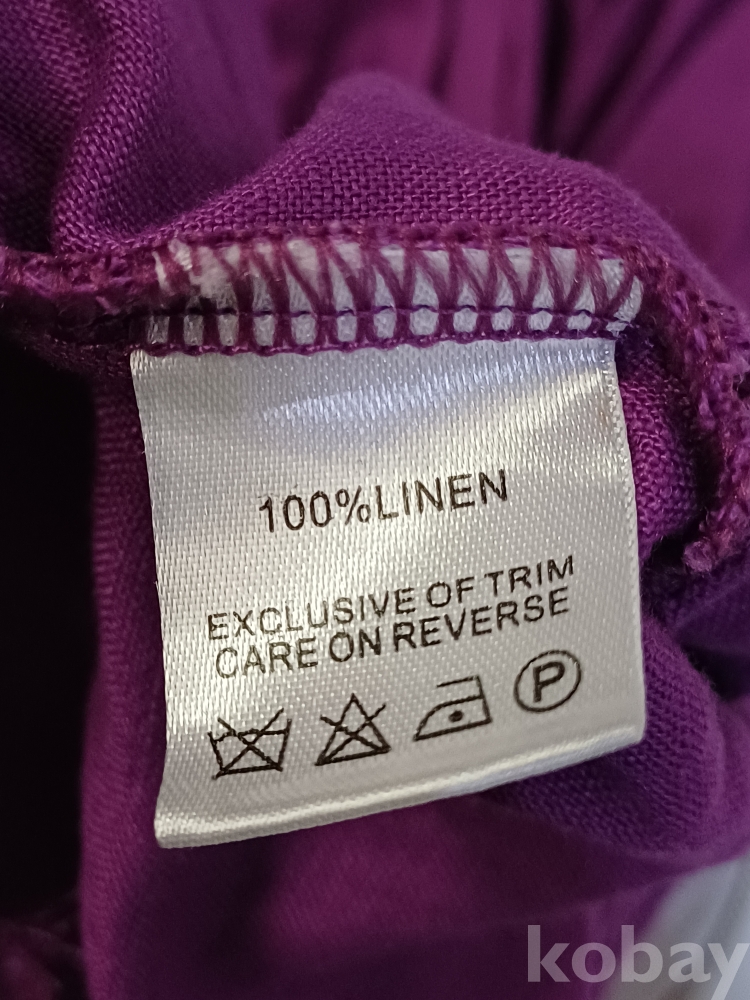 100%LINEN
EXCLUSIVE OF TRIM
CARE ON REVERSE
P
kobay